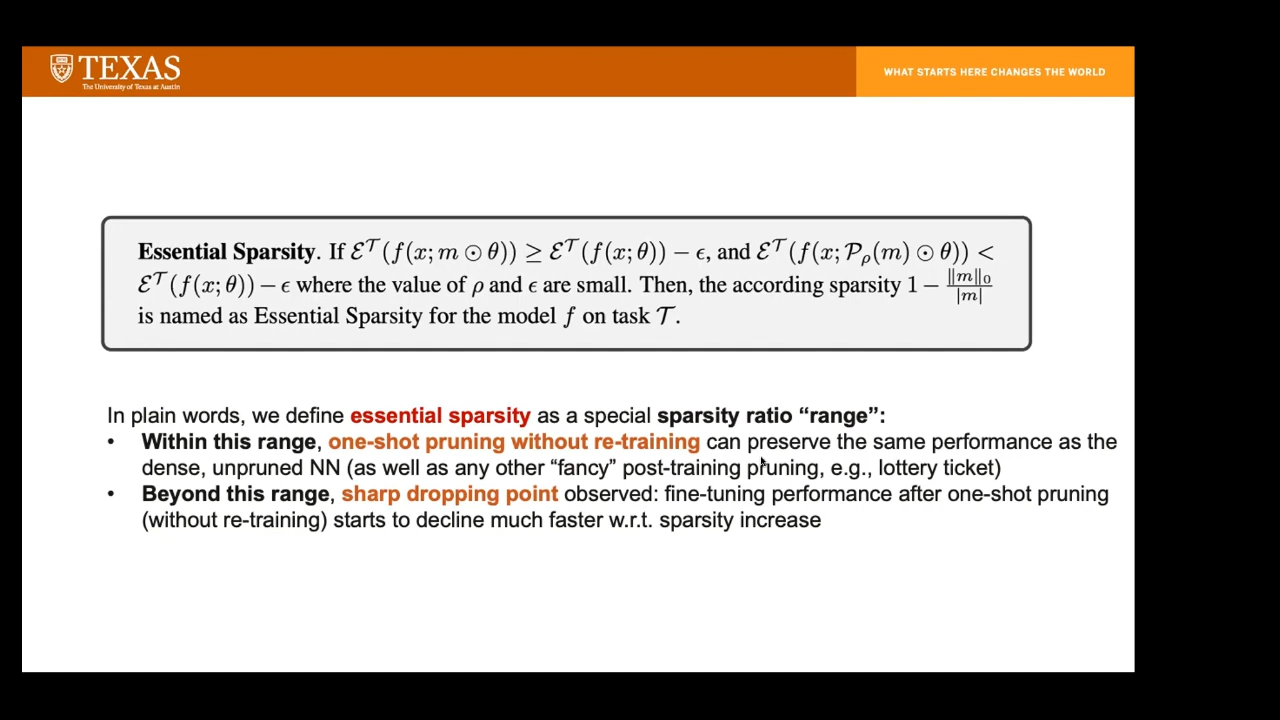 TEXAS
The University of Texas at Austin
WHAT STARTS HERE CHANGES THE WORLD
Essential Sparsity. If ℰ^𝒯(f(x; m ⊙ θ)) ≥ ℰ^𝒯(f(x; θ)) − ϵ, and ℰ^𝒯(f(x; 𝒫_ρ(m) ⊙ θ)) <
ℰ^𝒯(f(x; θ)) − ϵ where the value of ρ and ϵ are small. Then, the according sparsity 1 − ‖m‖₀/|m|
is named as Essential Sparsity for the model f on task 𝒯.
In plain words, we define essential sparsity as a special sparsity ratio “range”:
• Within this range, one-shot pruning without re-training can preserve the same performance as the
dense, unpruned NN (as well as any other “fancy” post-training pruning, e.g., lottery ticket)
• Beyond this range, sharp dropping point observed: fine-tuning performance after one-shot pruning
(without re-training) starts to decline much faster w.r.t. sparsity increase